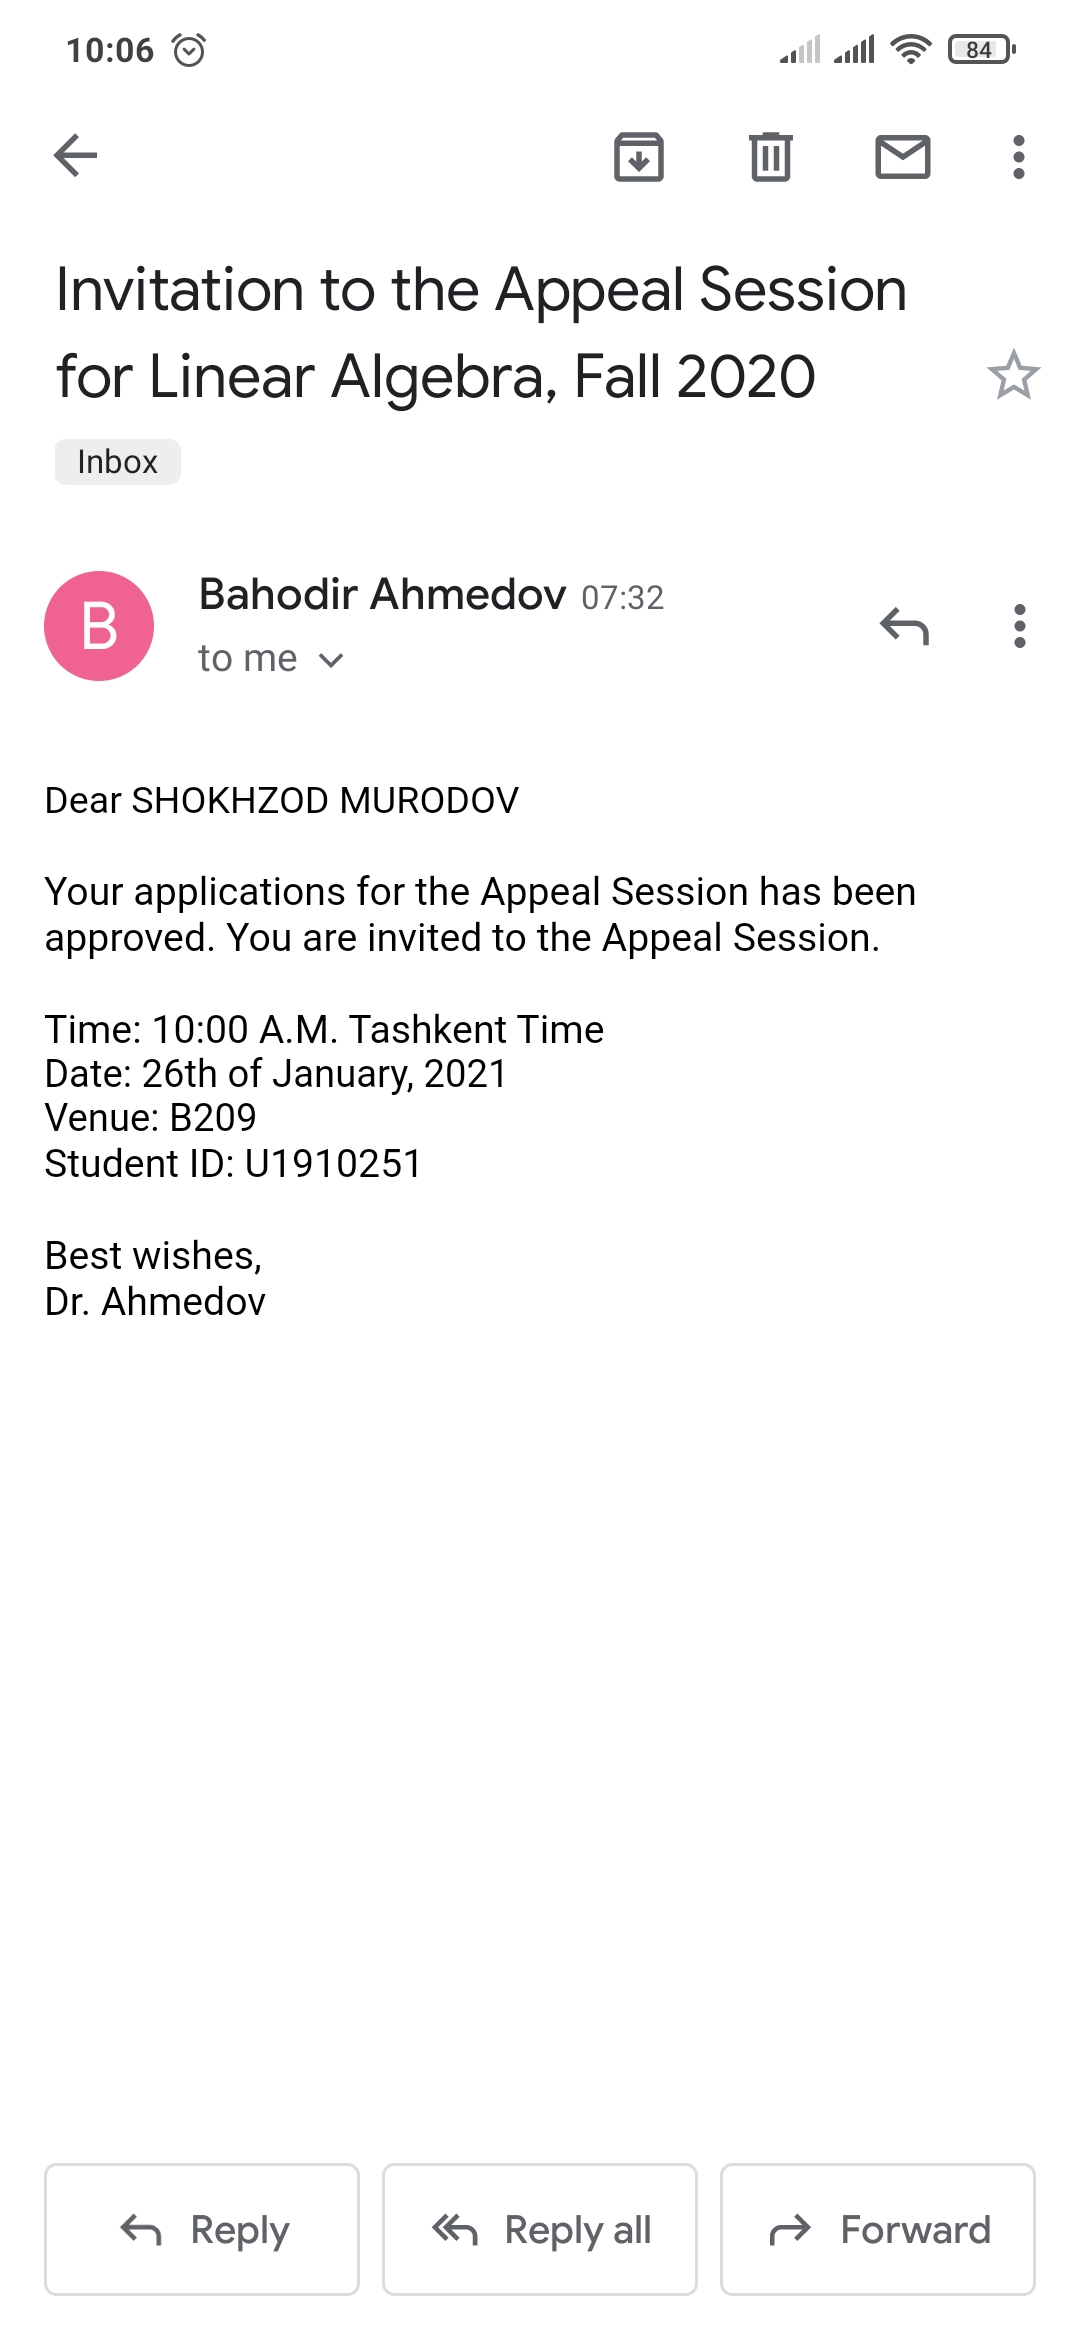 10:06
84
Invitation to the Appeal Session
for Linear Algebra, Fall 2020
Inbox
B
Bahodir Ahmedov 07:32
to me
Dear SHOKHZOD MURODOV
Your applications for the Appeal Session has been
approved. You are invited to the Appeal Session.
Time: 10:00 A.M. Tashkent Time
Date: 26th of January, 2021
Venue: B209
Student ID: U1910251
Best wishes,
Dr. Ahmedov
Reply
Reply all
Forward